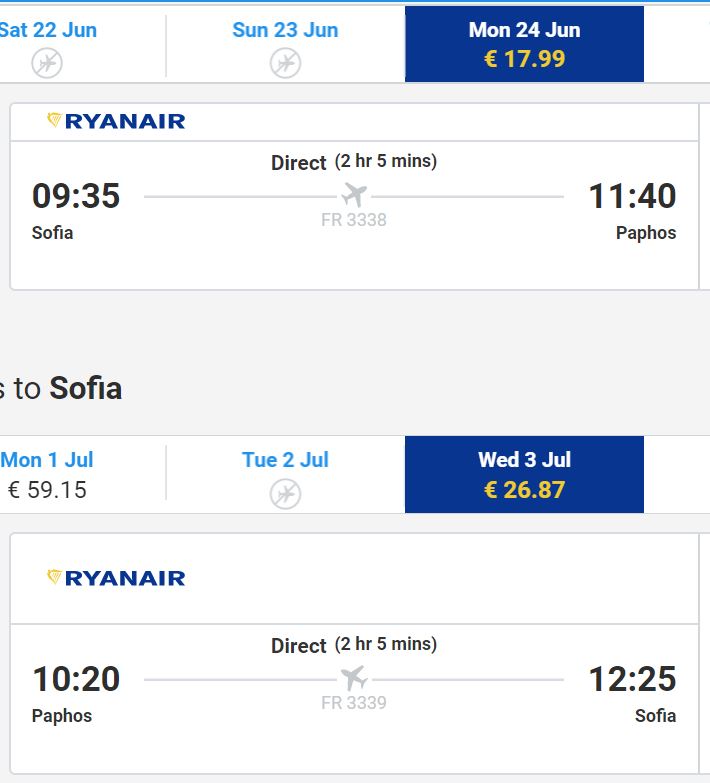 Sat 22 Jun
Sun 23 Jun
Mon 24 Jun
€ 17.99
RYANAIR
Direct (2 hr 5 mins)
09:35
11:40
FR 3338
Sofia
Paphos
s to Sofia
Mon 1 Jul
Tue 2 Jul
Wed 3 Jul
€ 59.15
€ 26.87
RYANAIR
Direct (2 hr 5 mins)
10:20
12:25
FR 3339
Paphos
Sofia